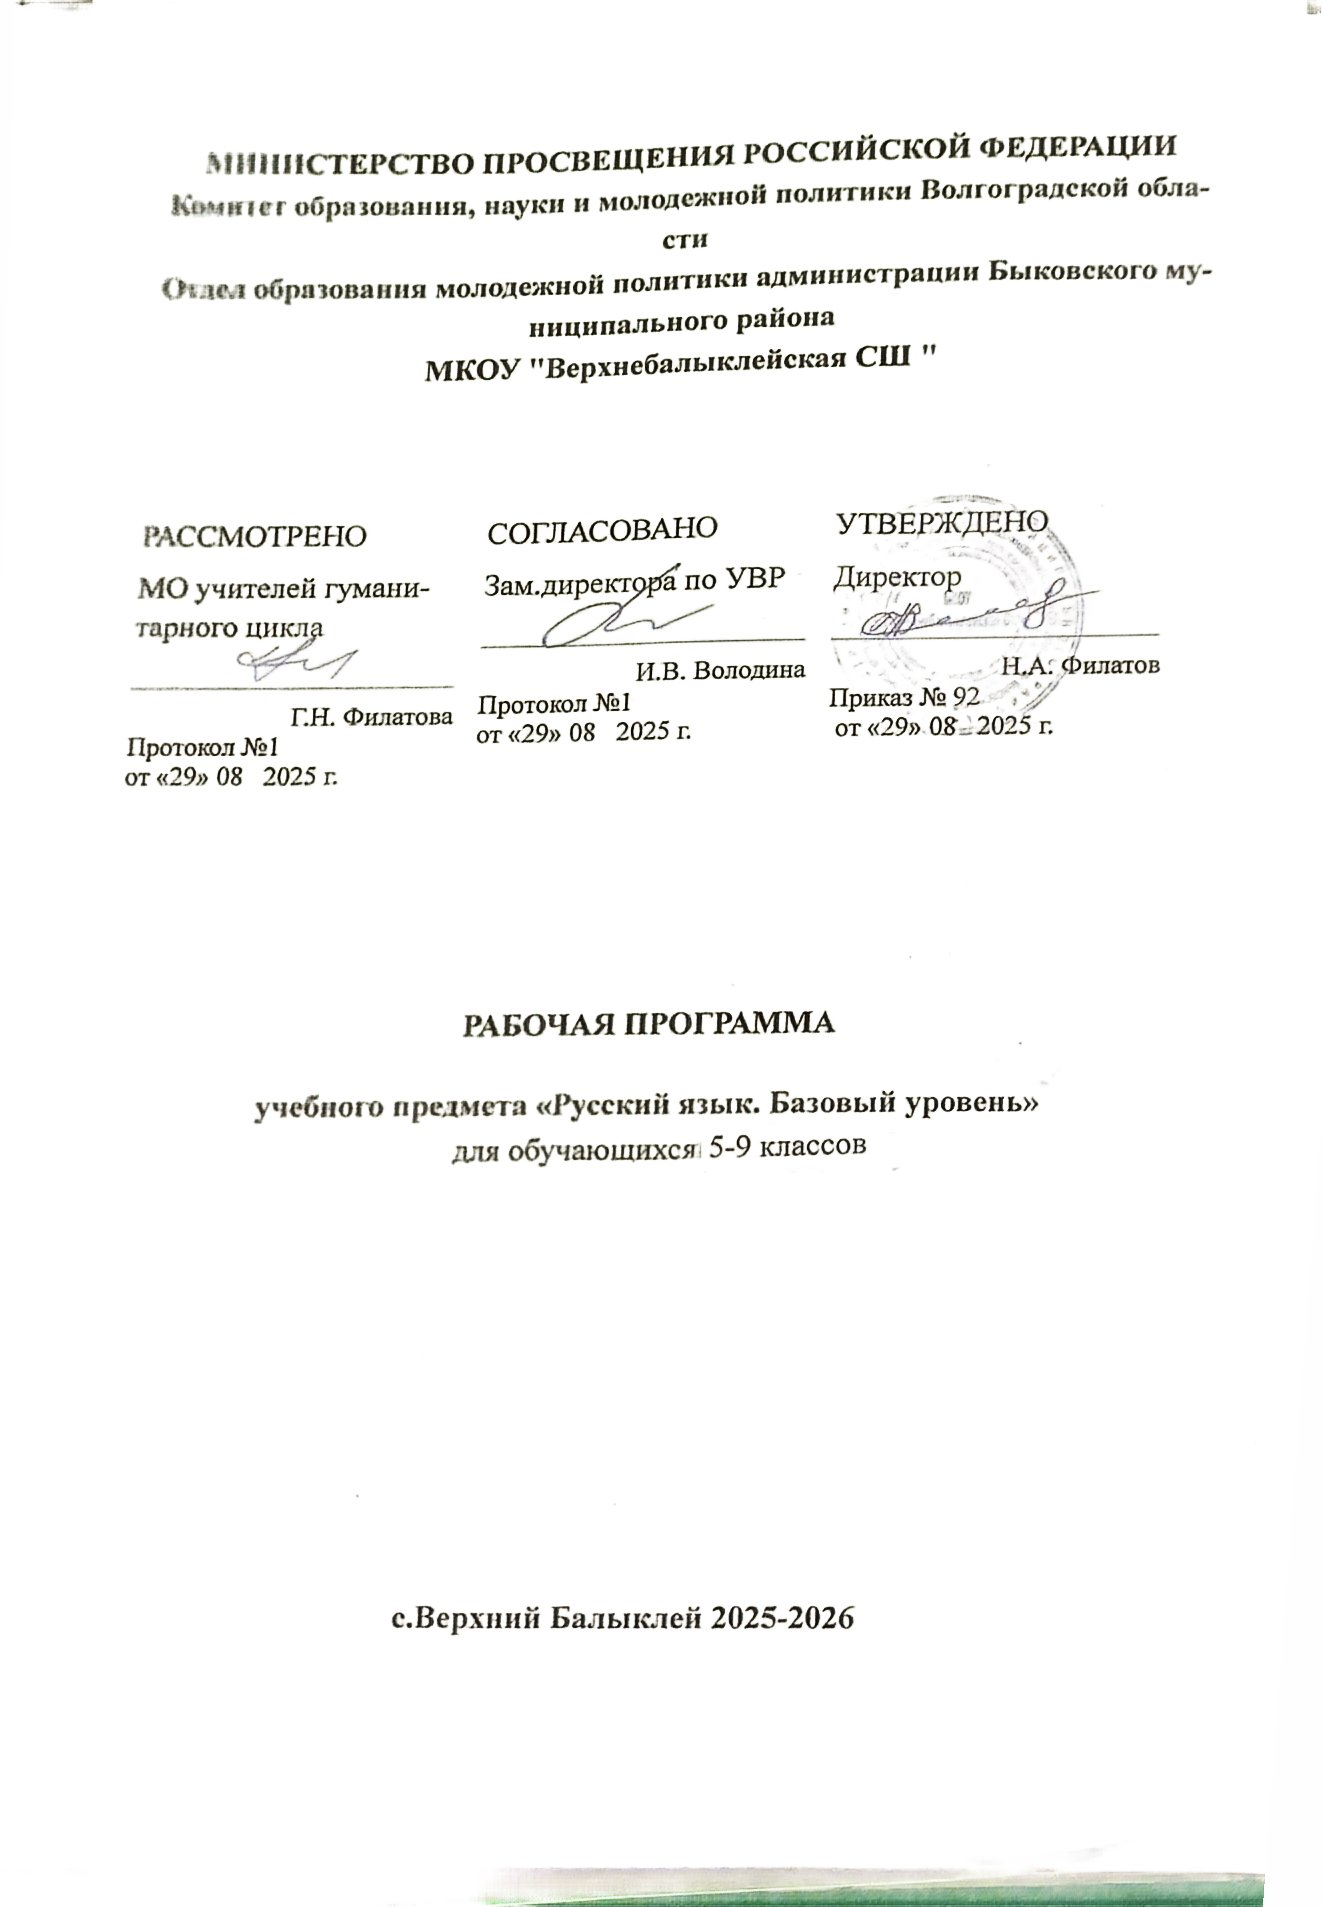 МИНИСТЕРСТВО ПРОСВЕЩЕНИЯ РОССИЙСКОЙ ФЕДЕРАЦИИ
Комитет образования, науки и молодежной политики Волгоградской обла-
сти
Отдел образования молодежной политики администрации Быковского му-
ниципального района
МКОУ "Верхнебалыклейская СШ "
РАССМОТРЕНО
МО учителей гумани-
тарного цикла
Г.Н. Филатова
Протокол №1
от «29» 08 2025 г.
СОГЛАСОВАНО
Зам.директора по УВР
И.В. Володина
Протокол №1
от «29» 08 2025 г.
УТВЕРЖДЕНО
Директор
Н.А. Филатов
Приказ № 92
от «29» 08 2025 г.
РАБОЧАЯ ПРОГРАММА
учебного предмета «Русский язык. Базовый уровень»
для обучающихся 5-9 классов
с.Верхний Балыклей 2025-2026